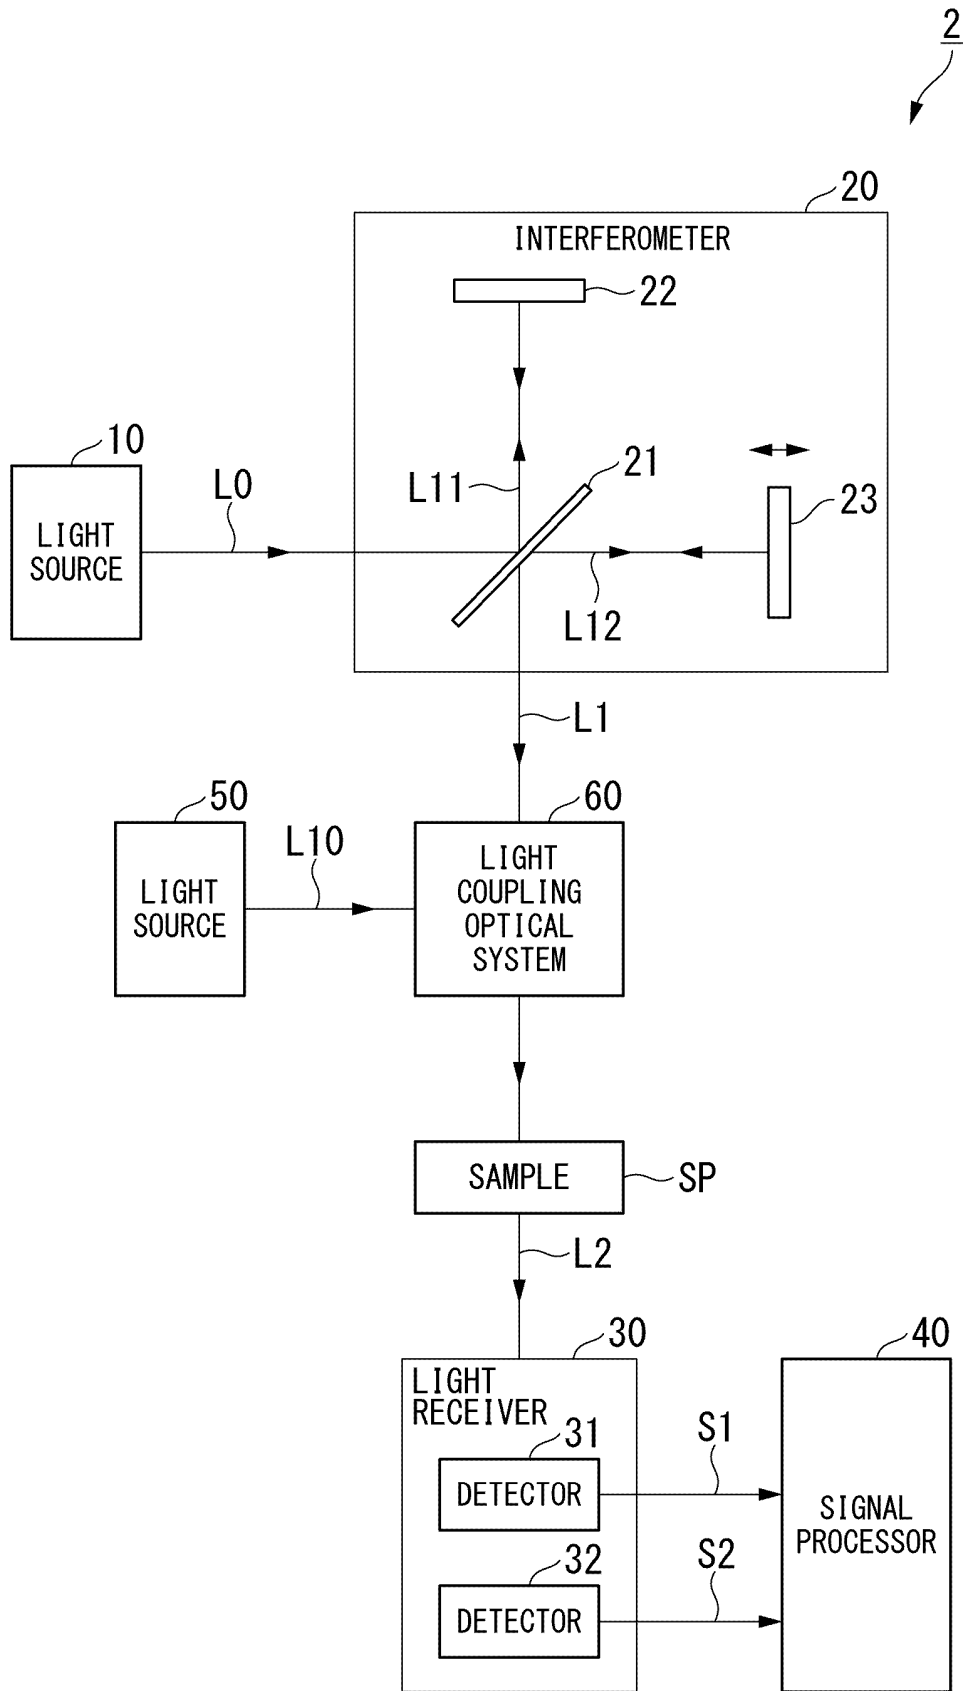 2
20
INTERFEROMETER
22
10
L0
L11
21
23
LIGHT
SOURCE
L12
L1
50
60
L10
LIGHT
SOURCE
LIGHT
COUPLING
OPTICAL
SYSTEM
SAMPLE
SP
L2
30
40
LIGHT
RECEIVER
31
S1
DETECTOR
SIGNAL
PROCESSOR
32
S2
DETECTOR